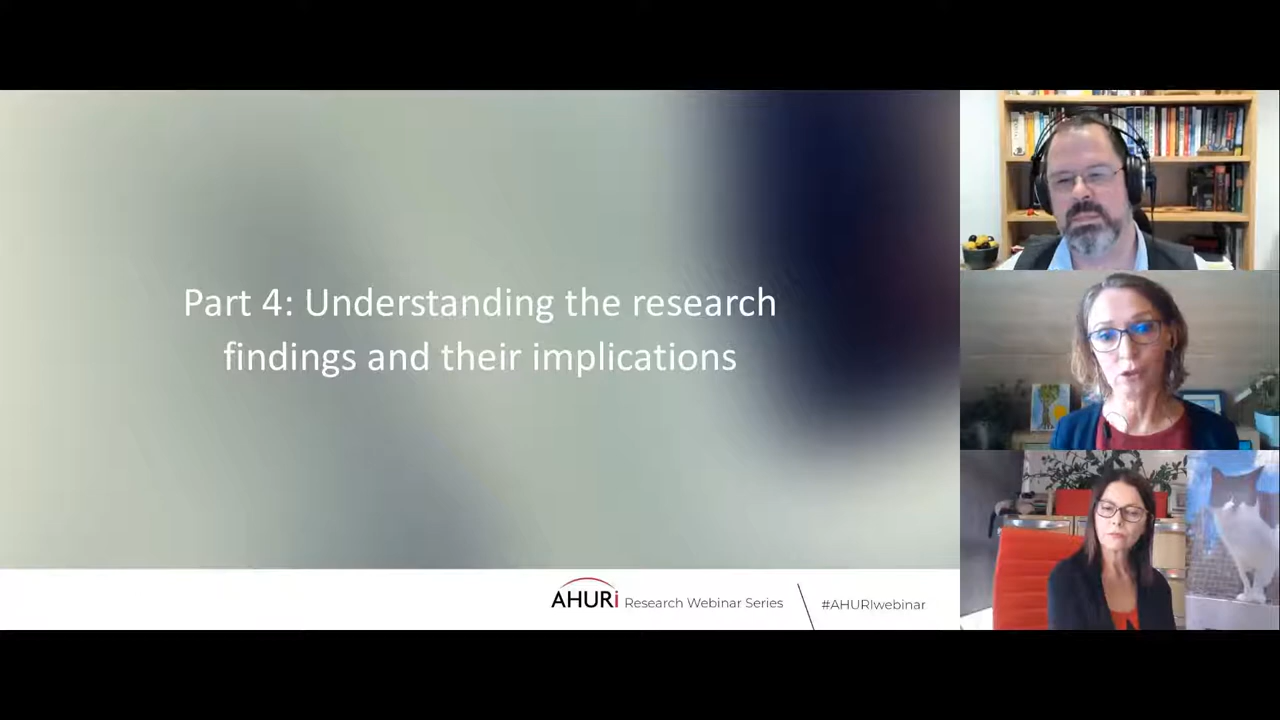 Part 4: Understanding the research
findings and their implications
AHURi Research Webinar Series
#AHURIwebinar